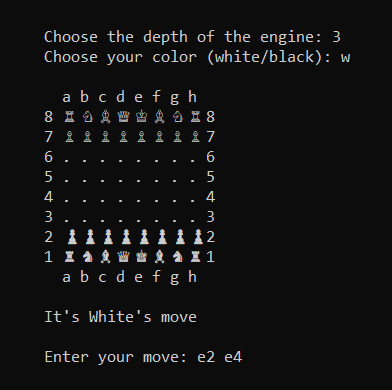 Choose the depth of the engine: 3
Choose your color (white/black): w
a b c d e f g h
8 ♖ ♘ ♗ ♕ ♔ ♗ ♘ ♖ 8
7 ♙ ♙ ♙ ♙ ♙ ♙ ♙ ♙ 7
6 . . . . . . . . 6
5 . . . . . . . . 5
4 . . . . . . . . 4
3 . . . . . . . . 3
2 ♟ ♟ ♟ ♟ ♟ ♟ ♟ ♟ 2
1 ♜ ♞ ♝ ♛ ♚ ♝ ♞ ♜ 1
a b c d e f g h
It's White's move
Enter your move: e2 e4